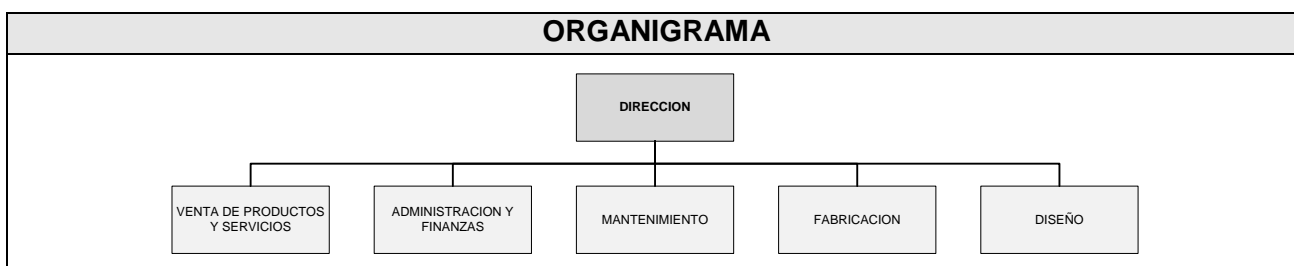 ORGANIGRAMA
DIRECCION
VENTA DE PRODUCTOS
Y SERVICIOS
ADMINISTRACION Y
FINANZAS
MANTENIMIENTO
FABRICACION
DISEÑO